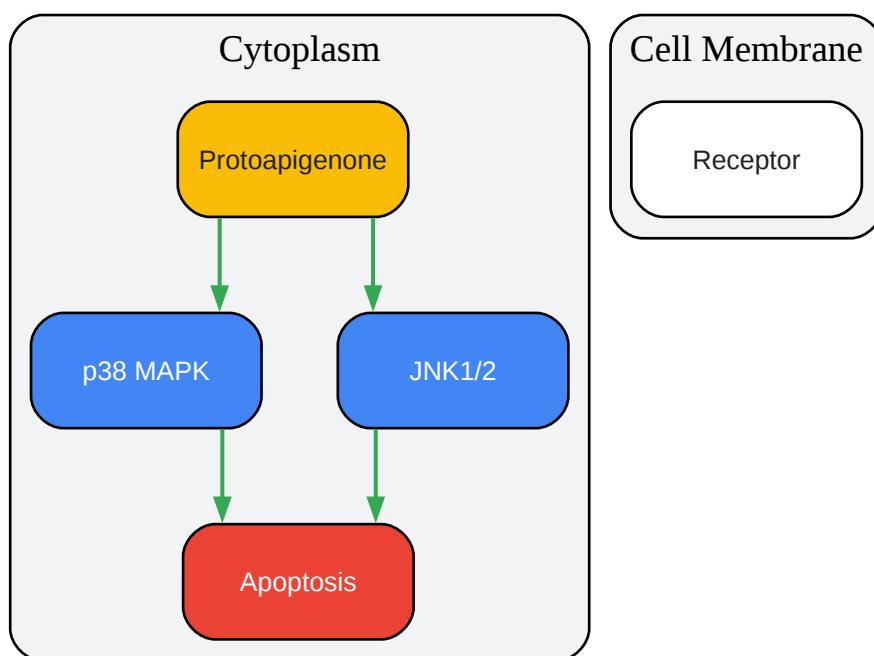 Cytoplasm
Cell Membrane
Protoapigenone
Receptor
p38 MAPK
JNK1/2
Apoptosis